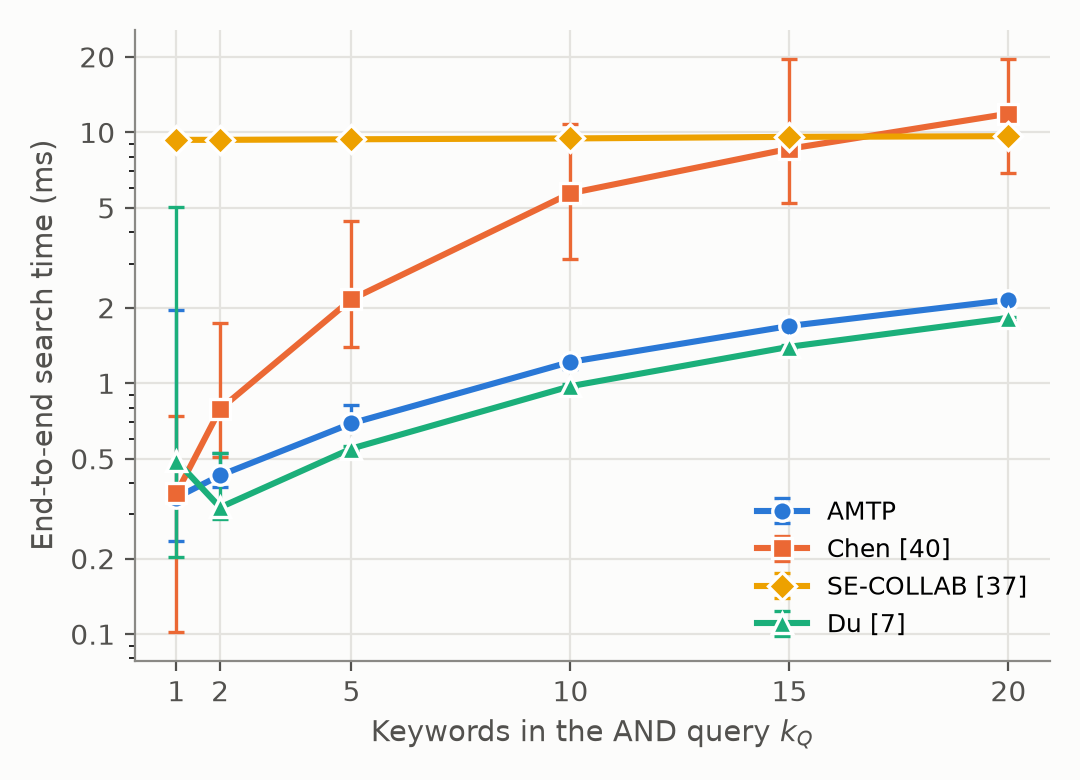 End-to-end search time (ms)
20
10
5
2
1
0.5
0.2
0.1
AMTP
Chen [40]
SE-COLLAB [37]
Du [7]
1 2 5 10 15 20
Keywords in the AND query k_Q